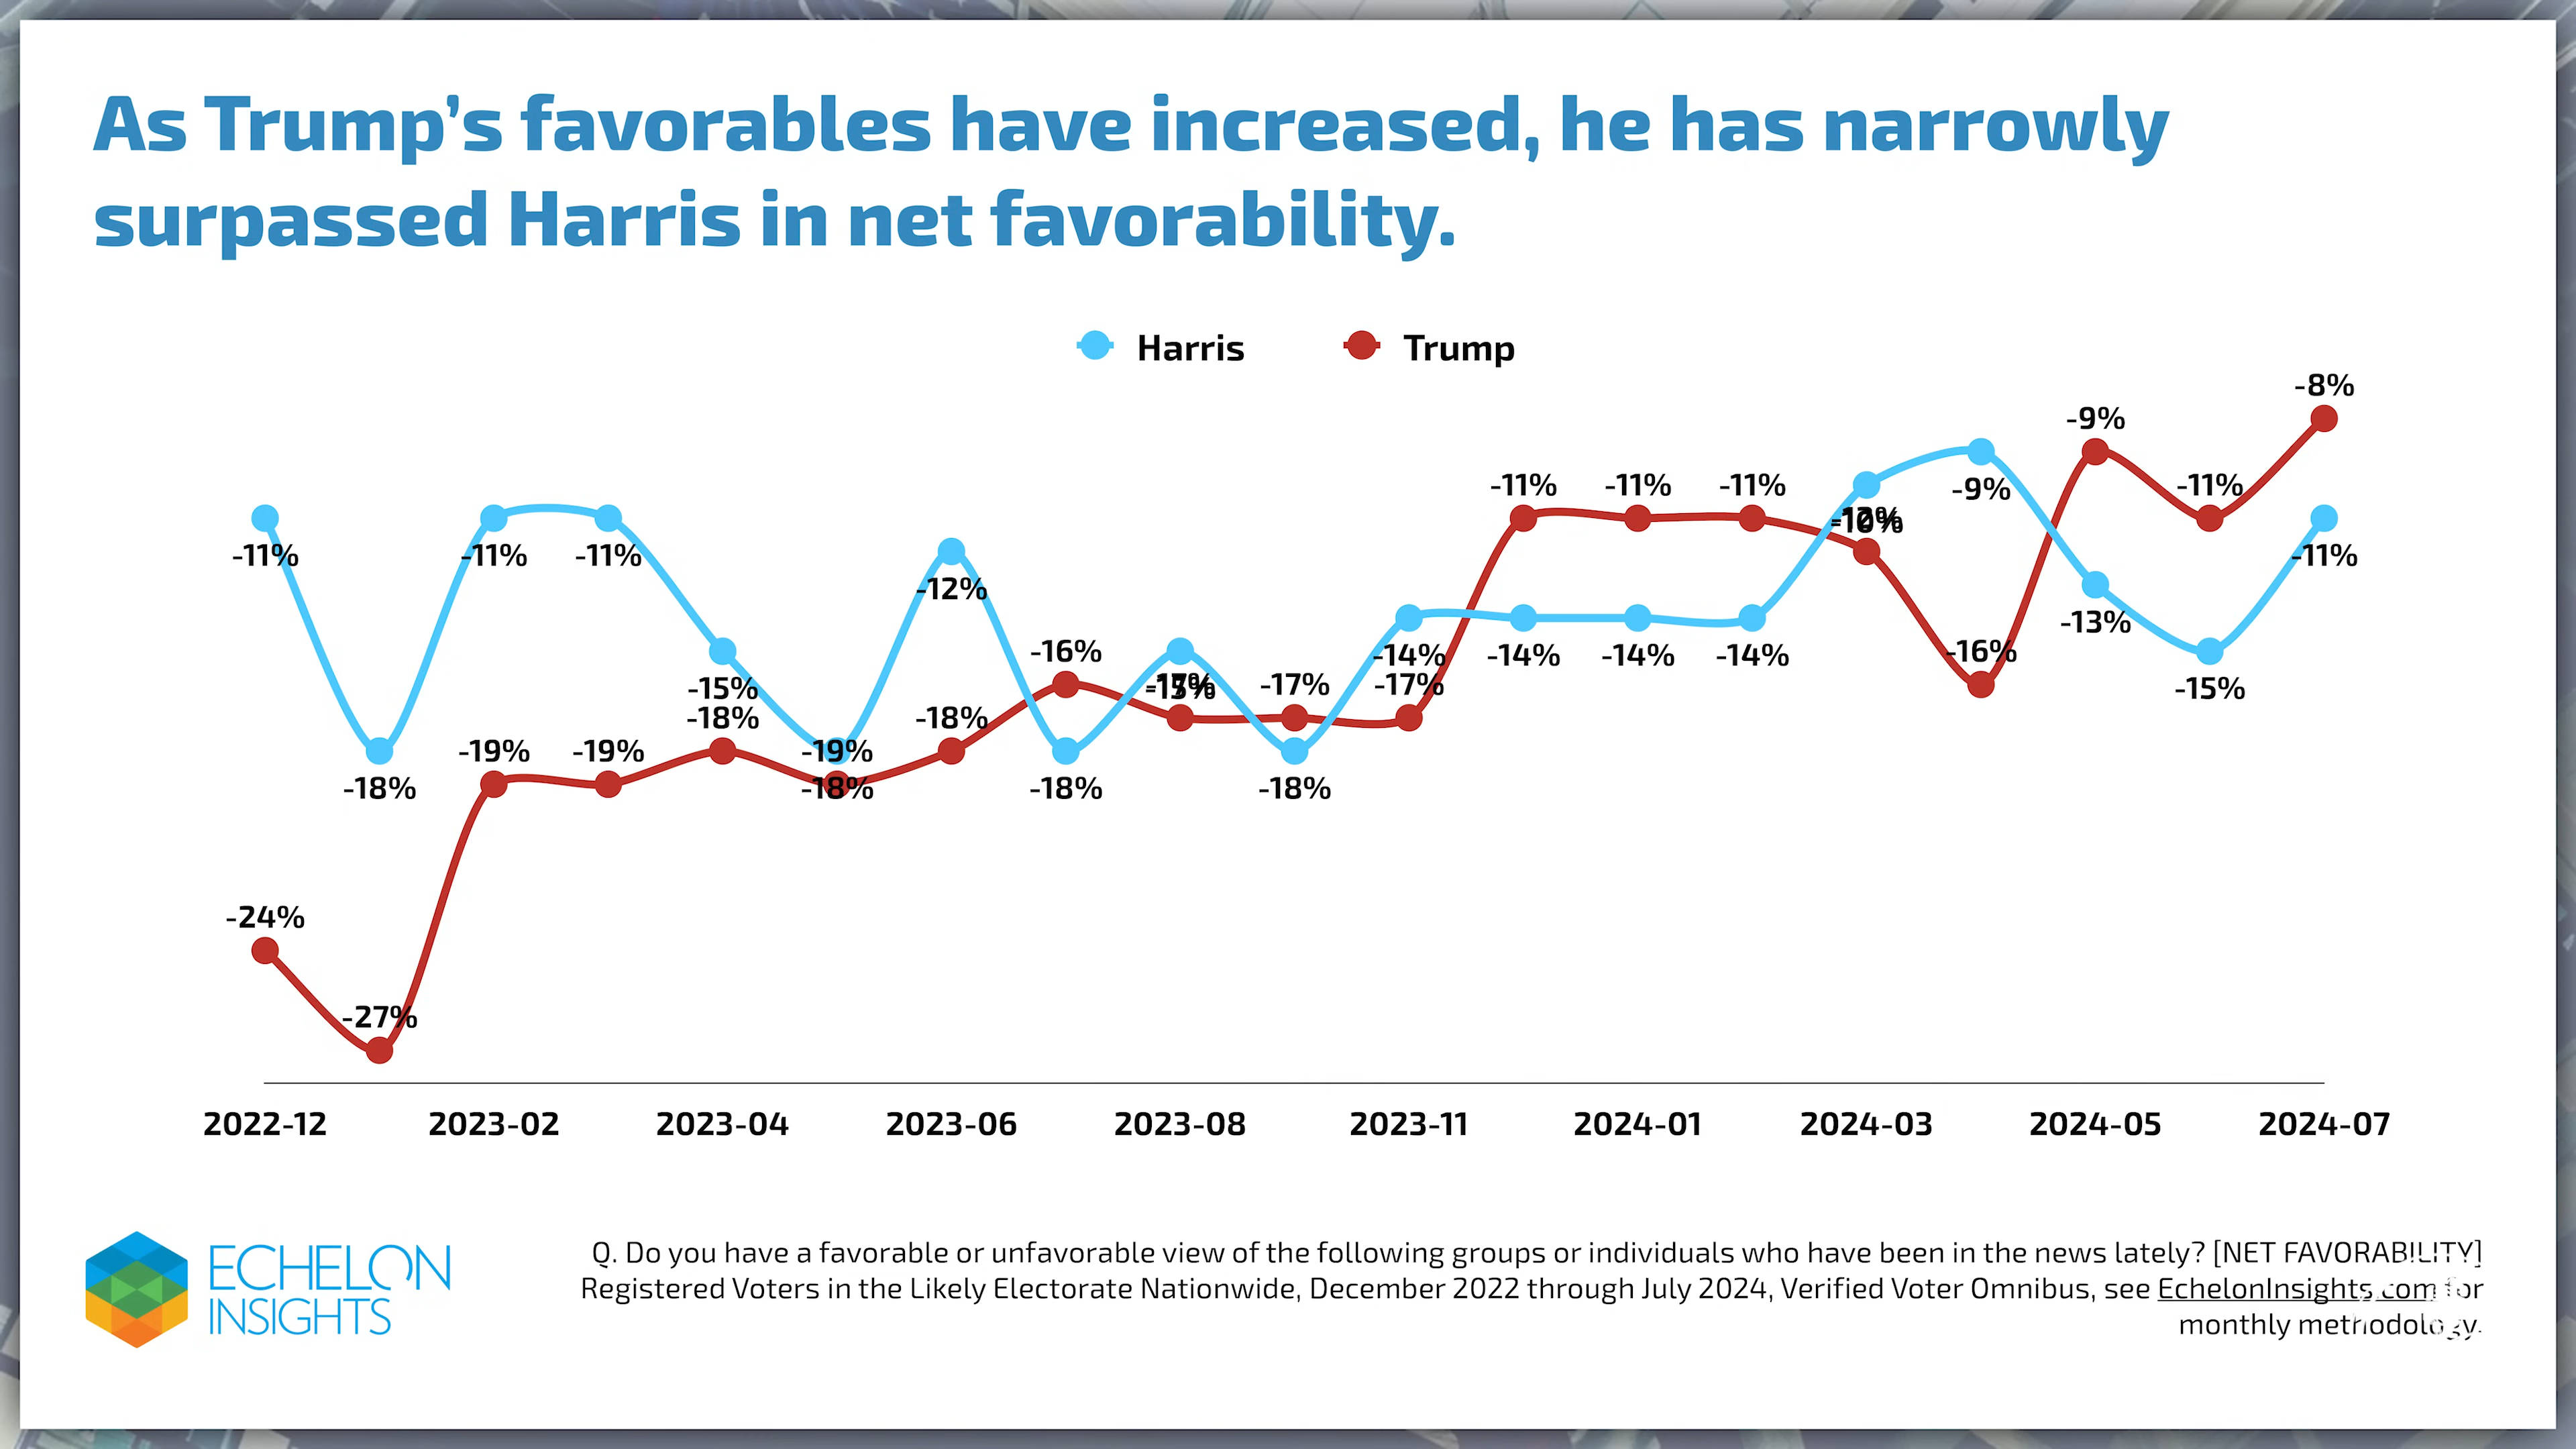 As Trump’s favorables have increased, he has narrowly
surpassed Harris in net favorability.
Harris Trump
-8%
-9%
-11% -11% -11% -9% -11%
-12% -10%
-11% -11% -11% -11%
-12%
-13%
-16% -14% -14% -14% -14% -16%
-15% -17% -15% -17% -17% -15%
-18% -18%
-19% -19% -19%
-18% -18% -18% -18%
-24%
-27%
2022-12 2023-02 2023-04 2023-06 2023-08 2023-11 2024-01 2024-03 2024-05 2024-07
ECHELON
INSIGHTS
Q. Do you have a favorable or unfavorable view of the following groups or individuals who have been in the news lately? [NET FAVORABILITY]
Registered Voters in the Likely Electorate Nationwide, December 2022 through July 2024, Verified Voter Omnibus, see EchelonInsights.com for
monthly methodology.